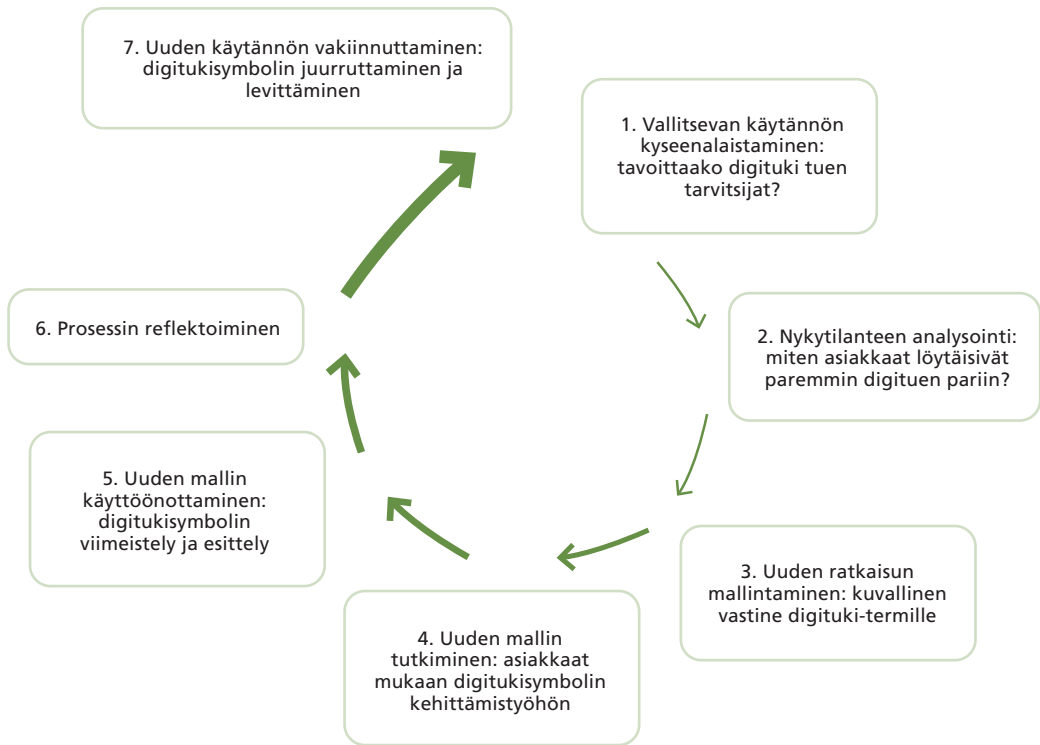 7. Uuden käytännön vakiinnuttaminen:
digitukisymbolin juurruttaminen ja
levittäminen
1. Vallitsevan käytännön
kyseenalaistaminen:
tavoittaako digituki tuen
tarvitsijat?
2. Nykytilanteen analysointi:
miten asiakkaat löytäisivät
paremmin digituen pariin?
3. Uuden ratkaisun
mallintaminen: kuvallinen
vastine digituki-termille
4. Uuden mallin
tutkiminen: asiakkaat
mukaan digitukisymbolin
kehittämistyöhön
5. Uuden mallin
käyttöönottaminen:
digitukisymbolin
viimeistely ja esittely
6. Prosessin reflektoiminen